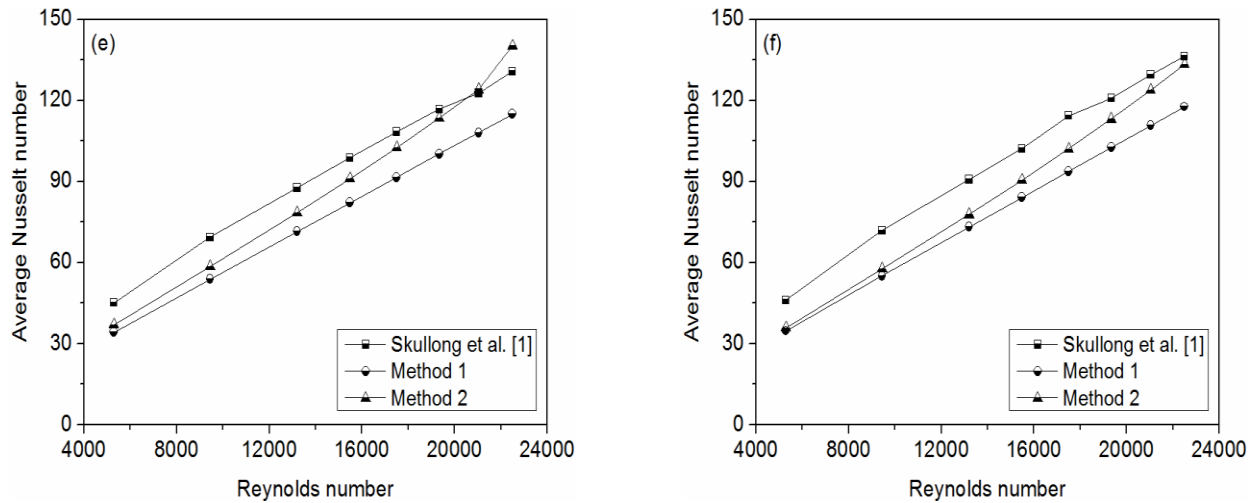 (e)
Average Nusselt number
150
120
90
60
30
0
4000 8000 12000 16000 20000 24000
Reynolds number
Skullong et al. [1]
Method 1
Method 2
(f)
Average Nusselt number
150
120
90
60
30
0
4000 8000 12000 16000 20000 24000
Reynolds number
Skullong et al. [1]
Method 1
Method 2